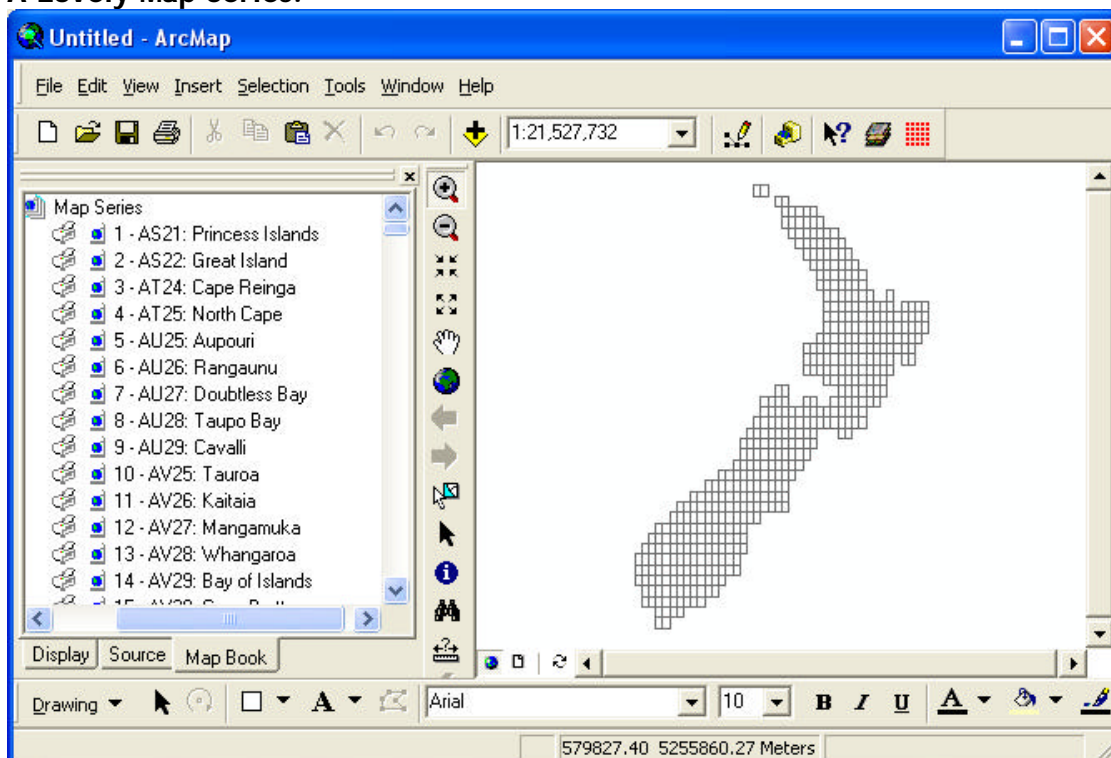 A Lovely Map Series.
Untitled - ArcMap
File Edit View Insert Selection Tools Window Help
1:21,527,732
Map Series
1 - AS21: Princess Islands
2 - AS22: Great Island
3 - AT24: Cape Reinga
4 - AT25: North Cape
5 - AU25: Aupouri
6 - AU26: Rangaunu
7 - AU27: Doubtless Bay
8 - AU28: Taupo Bay
9 - AU29: Cavalli
10 - AV25: Tauroa
11 - AV26: Kaitaia
12 - AV27: Mangamuka
13 - AV28: Whangaroa
14 - AV29: Bay of Islands
Display Source Map Book
Drawing A Arial 10 B I U A
579827.40 5255860.27 Meters